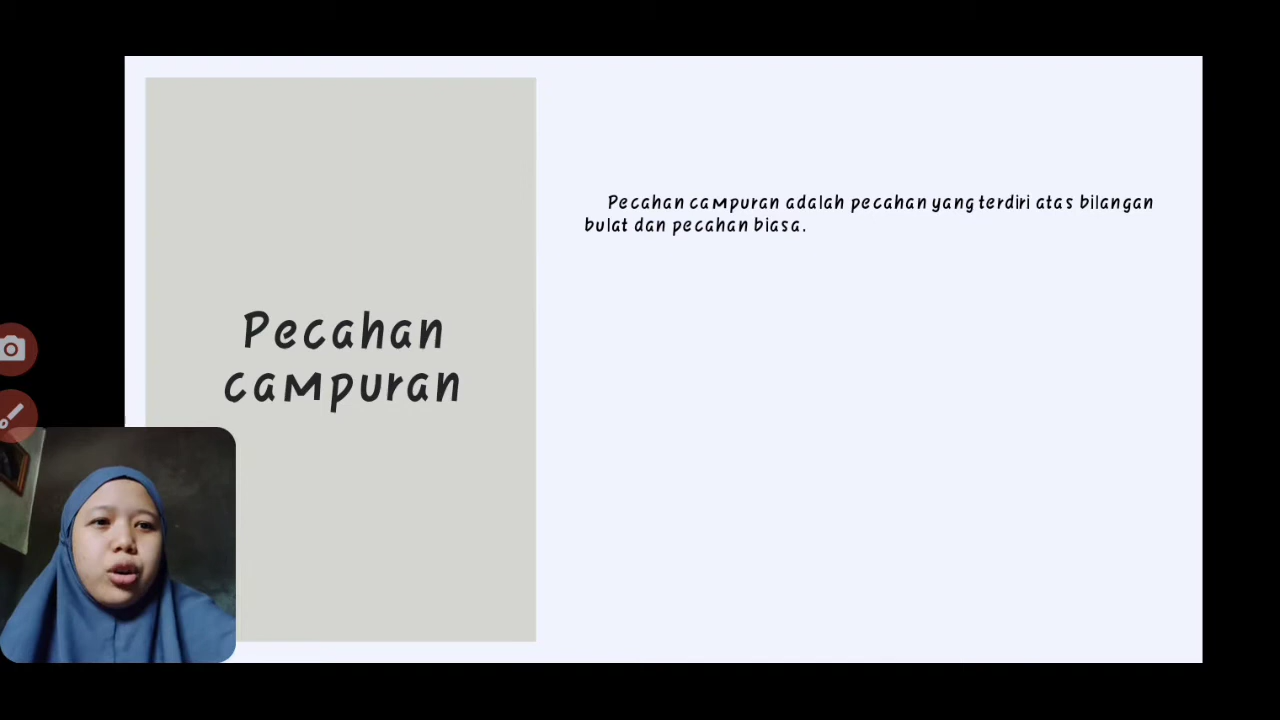 Pecahan
campuran
Pecahan campuran adalah pecahan yang terdiri atas bilangan
bulat dan pecahan biasa.